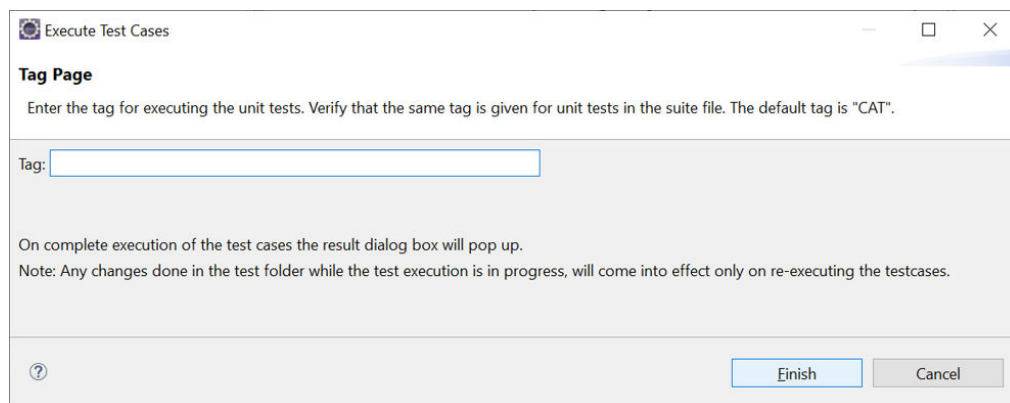 Execute Test Cases
Tag Page
Enter the tag for executing the unit tests. Verify that the same tag is given for unit tests in the suite file. The default tag is "CAT".
Tag:
On complete execution of the test cases the result dialog box will pop up.
Note: Any changes done in the test folder while the test execution is in progress, will come into effect only on re-executing the testcases.
?
Finish
Cancel